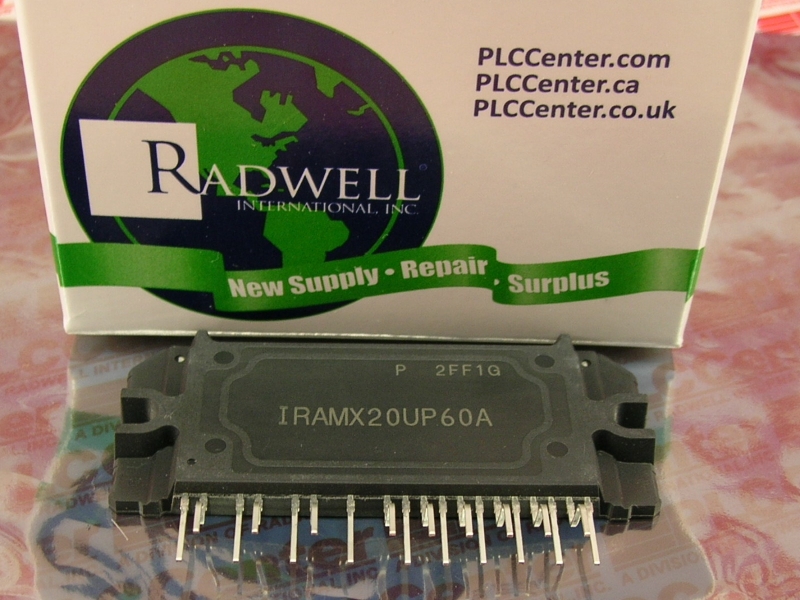 PLCCenter.com
PLCCenter.ca
PLCCenter.co.uk
RADWELL
INTERNATIONAL, INC.
New Supply • Repair • Surplus
P 2FF1G
IRAMX20UP60A